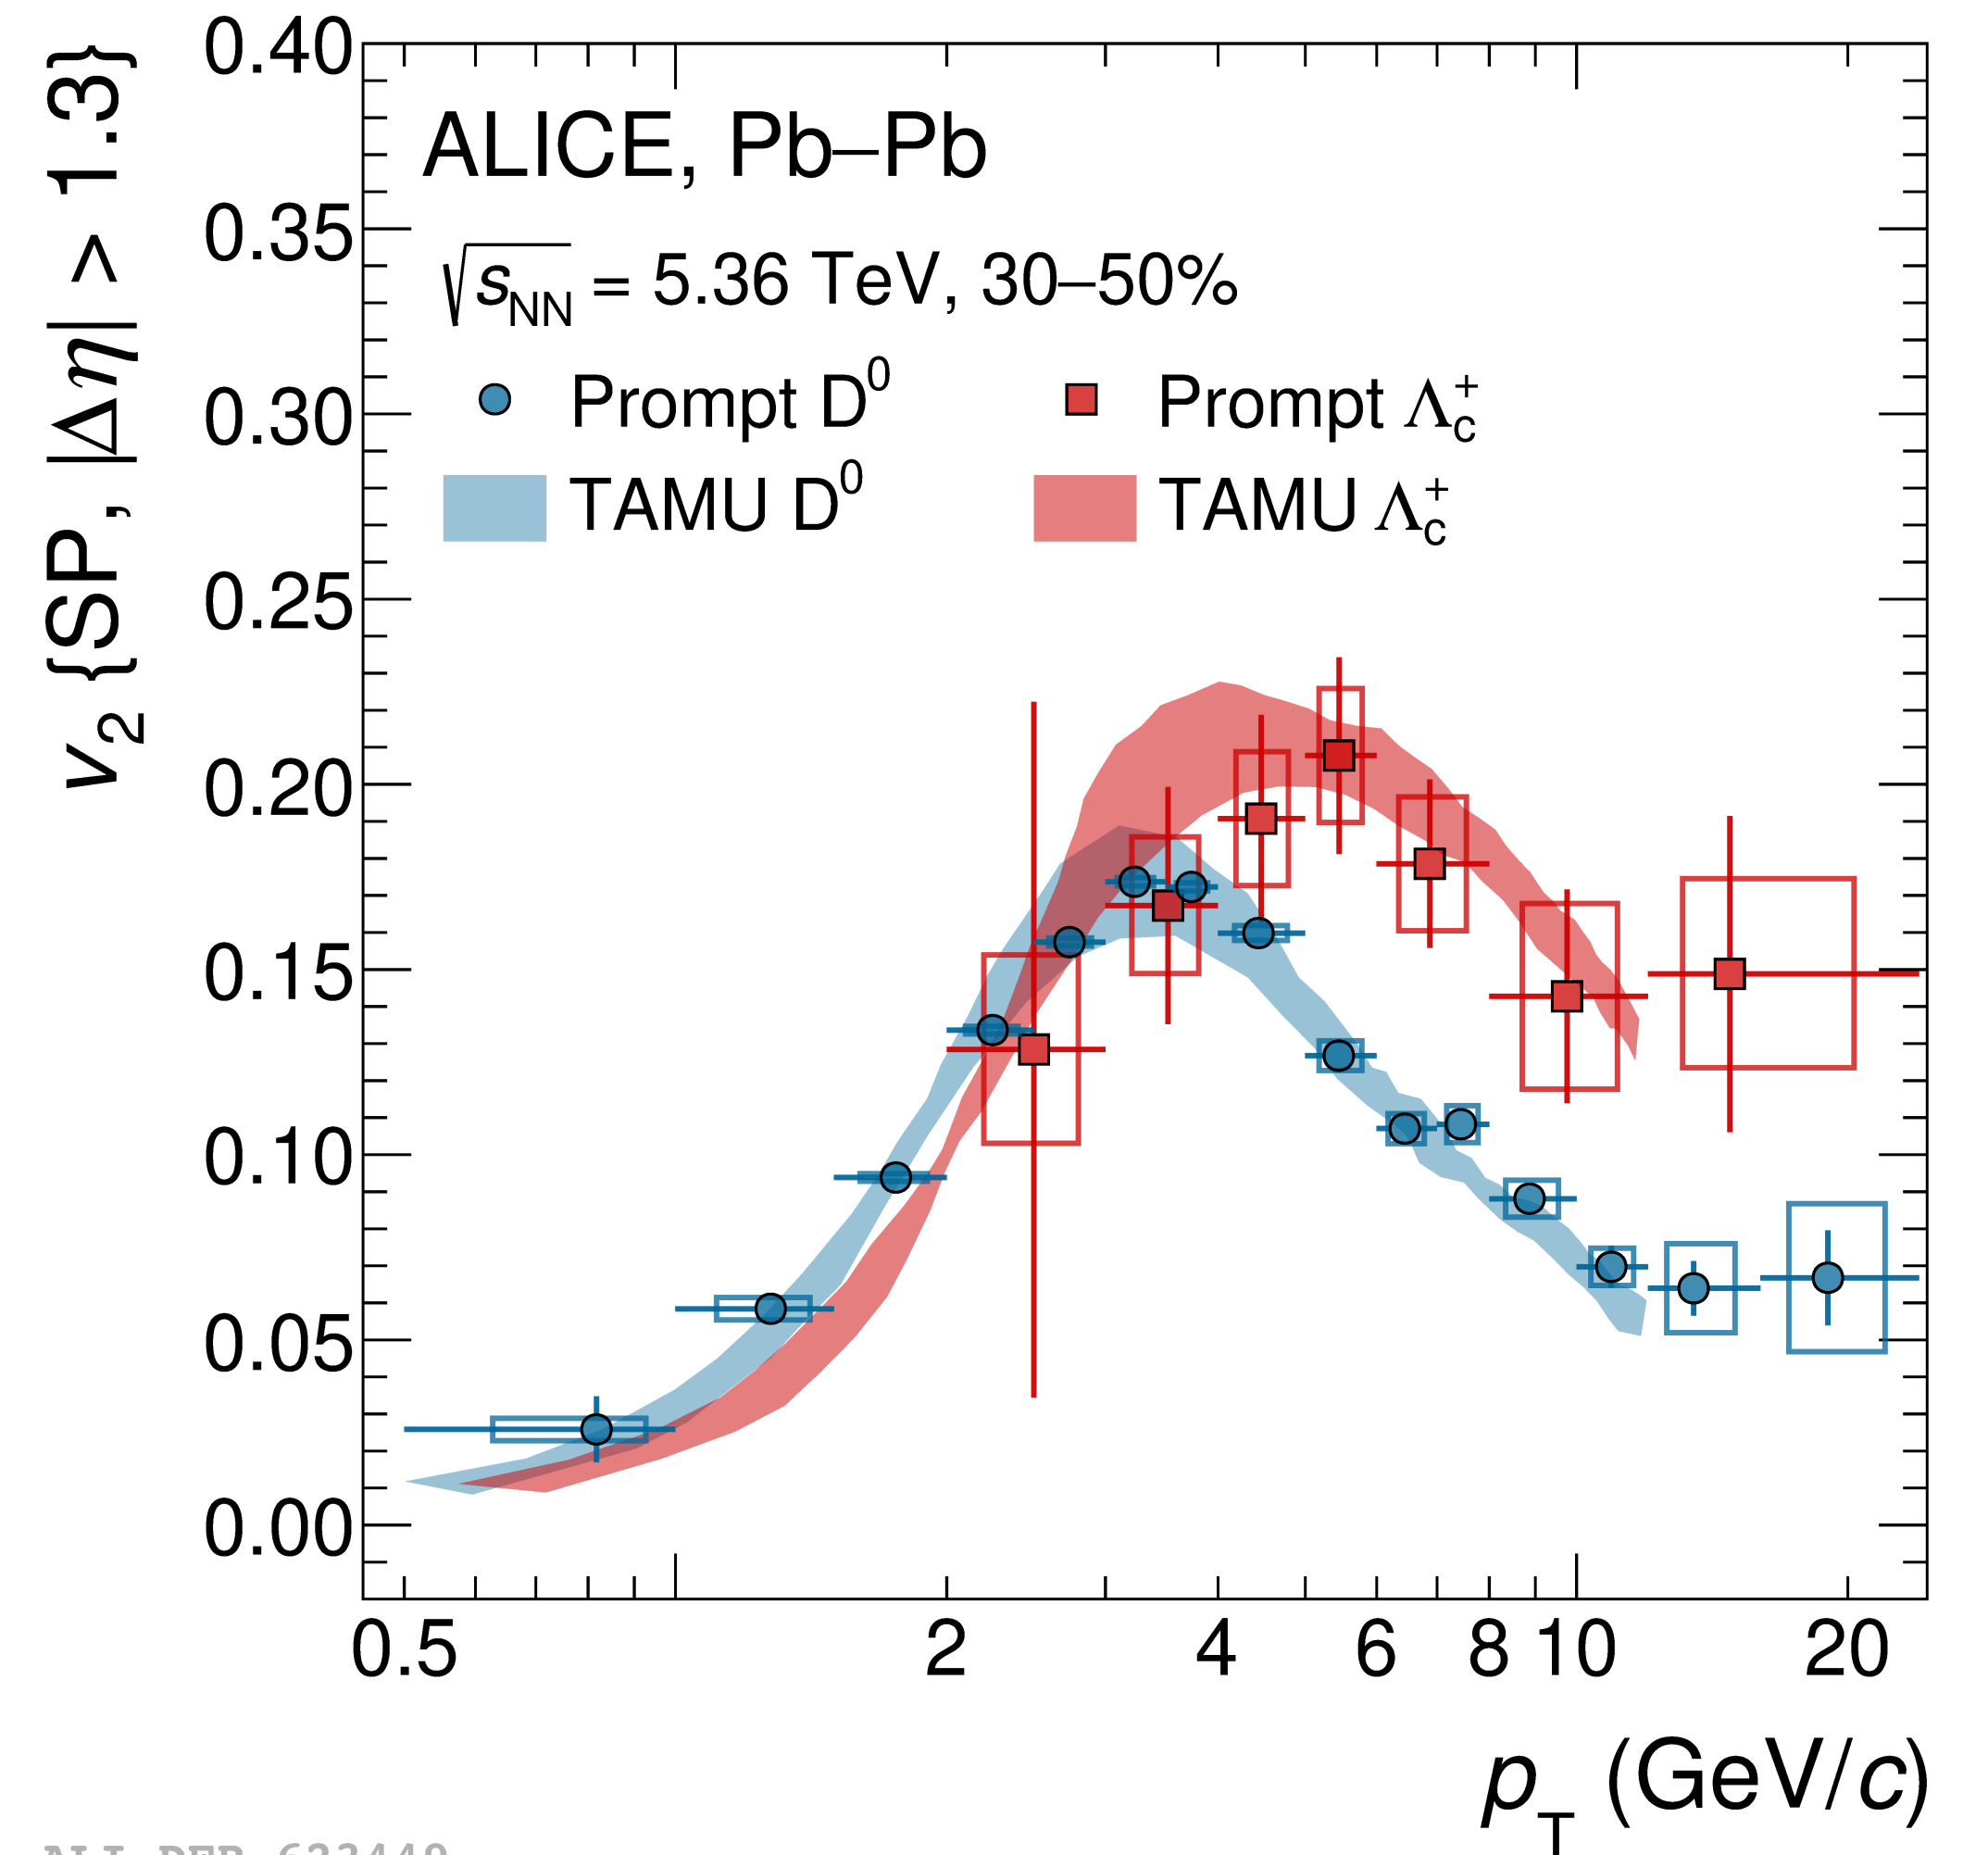 v2 {SP, |Δη| > 1.3}
0.40
0.35
0.30
0.25
0.20
0.15
0.10
0.05
0.00
ALICE, Pb–Pb
√sNN = 5.36 TeV, 30–50%
Prompt D0 Prompt Λc+
TAMU D0 TAMU Λc+
0.5 2 4 6 8 10 20
pT (GeV/c)